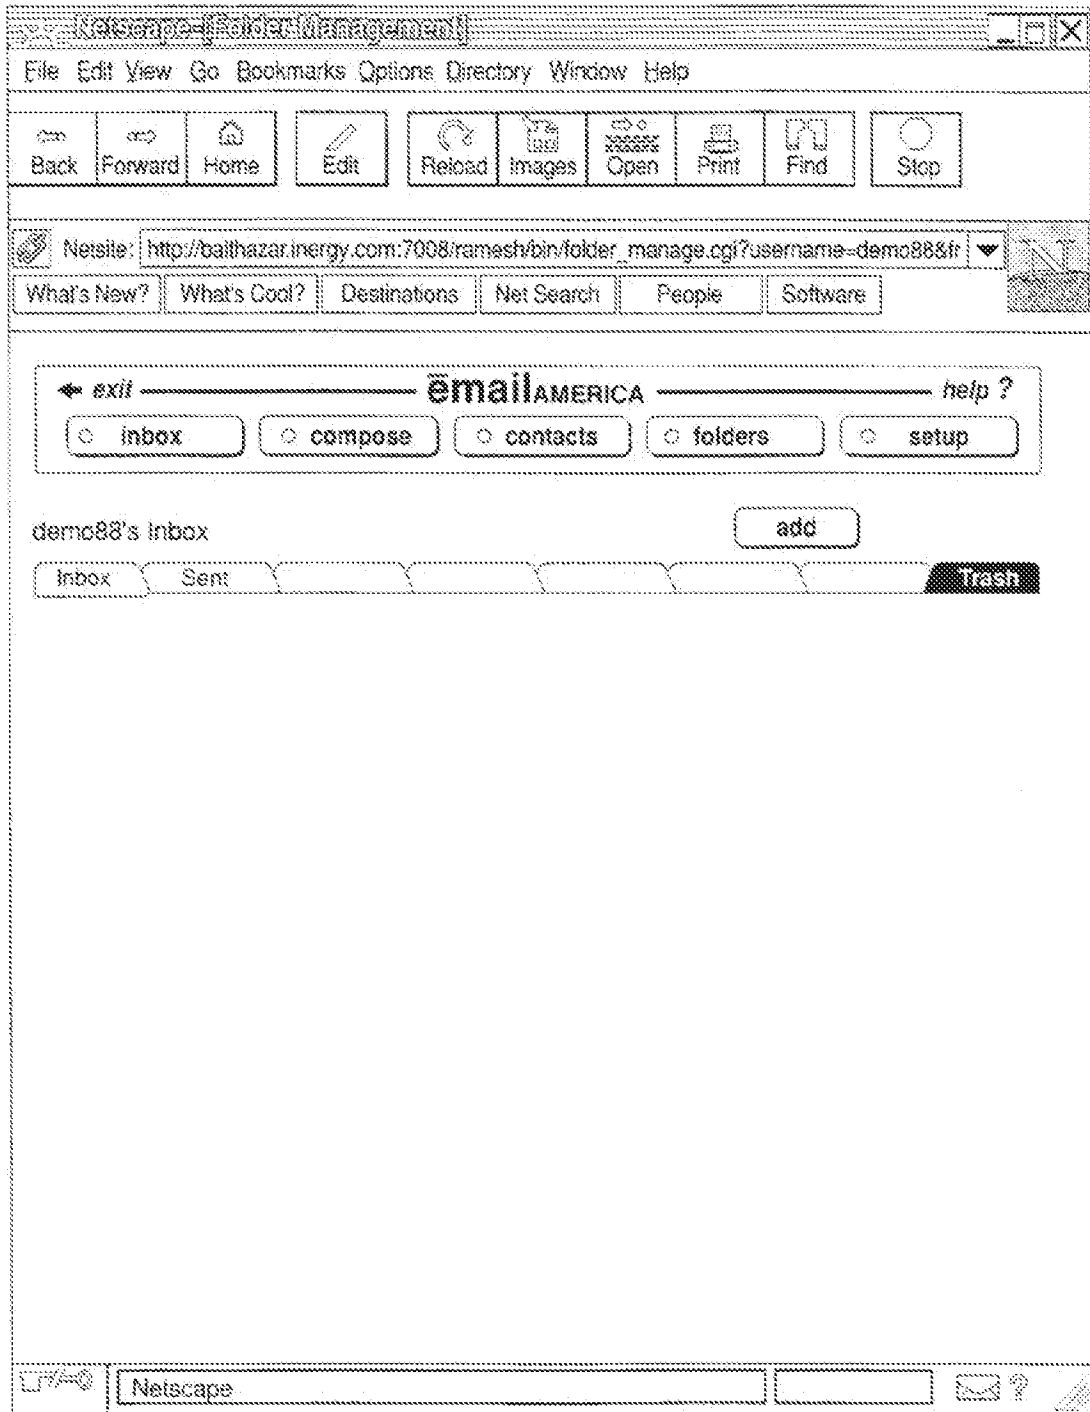 Netscape-[Folder Management]
File Edit View Go Bookmarks Options Directory Window Help
Back Forward Home Edit Reload Images Open Print Find Stop
Netsite: http://balthazar.inergy.com:7008/ramesh/bin/folder_manage.cgi?username=demo88&fr
N
What's New? What's Cool? Destinations Net Search People Software
exit ēmailAMERICA help ?
inbox compose contacts folders setup
demo88's Inbox add
Inbox Sent Trash
Netscape ?